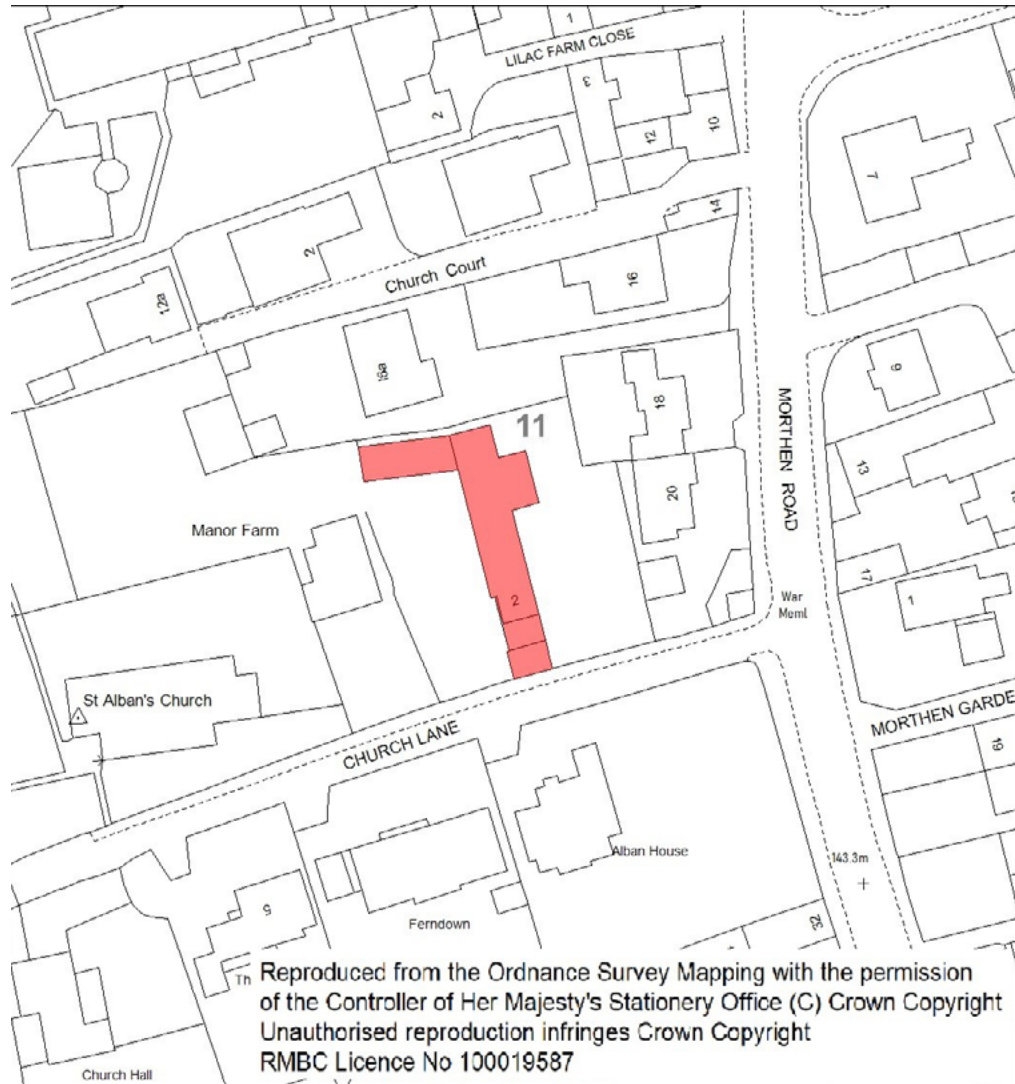 1
LILAC FARM CLOSE
3
2
12
10
7
14
2
Church Court
16
12a
16a
6
11
18
MORTHEN ROAD
13
20
Manor Farm
2
17
War
Meml
1
St Alban's Church
MORTHEN GARDE
CHURCH LANE
19
Alban House
143.3m
5
Ferndown
32
Th
Reproduced from the Ordnance Survey Mapping with the permission
of the Controller of Her Majesty's Stationery Office (C) Crown Copyright
Unauthorised reproduction infringes Crown Copyright
RMBC Licence No 100019587
Church Hall